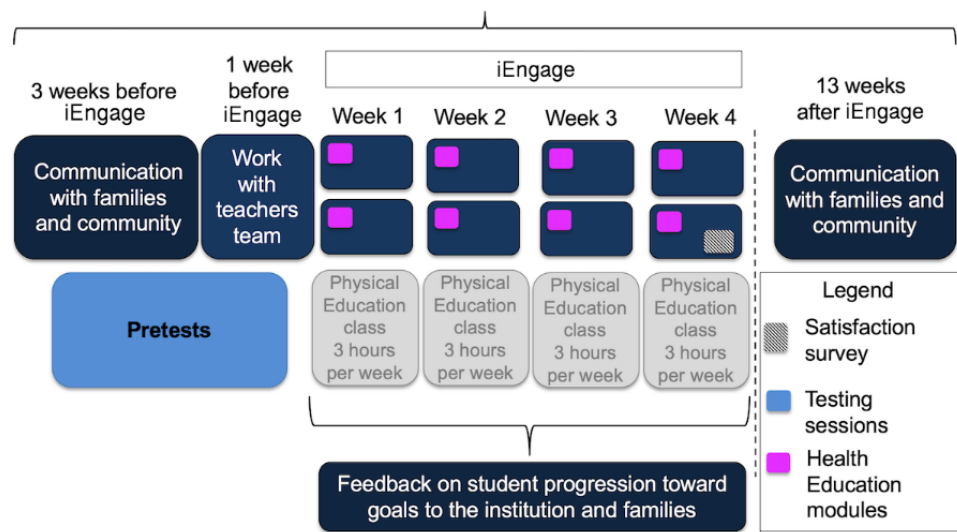 3 weeks before
iEngage
1 week
before
iEngage
iEngage
Week 1
Week 2
Week 3
Week 4
13 weeks
after iEngage
Communication
with families
and community
Work
with
teachers
team
Communication
with families and
community
Pretests
Physical
Education
class
3 hours
per week
Physical
Education
class
3 hours
per week
Physical
Education
class
3 hours
per week
Physical
Education
class
3 hours
per week
Legend
Satisfaction
survey
Testing
sessions
Health
Education
modules
Feedback on student progression toward
goals to the institution and families